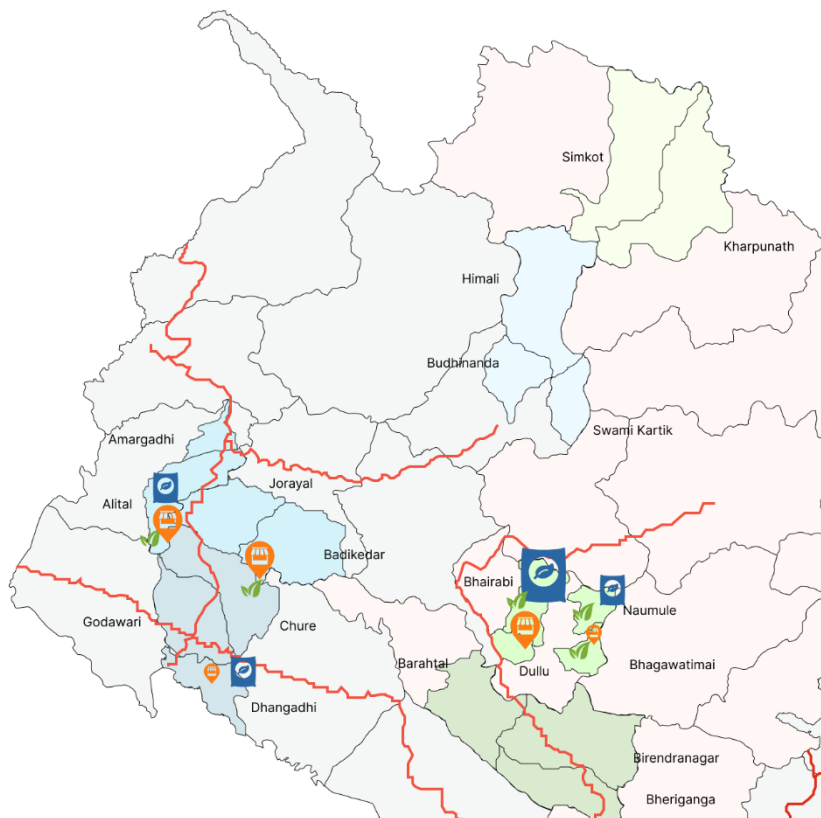 Simkot
Kharpunath
Himali
Budhinanda
Swami Kartik
Amargadhi
Jorayal
Alital
Badikedar
Bhairabi
Naumule
Godawari
Chure
Barahtal
Dullu
Bhagawatimai
Dhangadhi
Birendranagar
Bheriganga